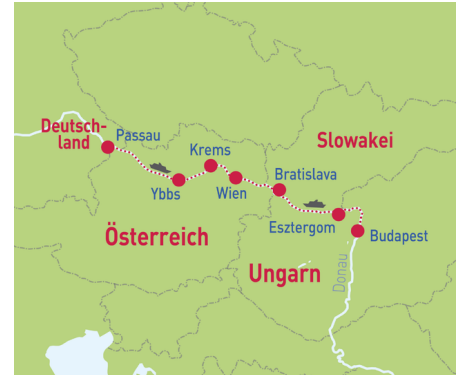 Deutsch-
land
Passau
Krems
Slowakei
Ybbs
Wien
Bratislava
Österreich
Esztergom
Budapest
Ungarn
Donau